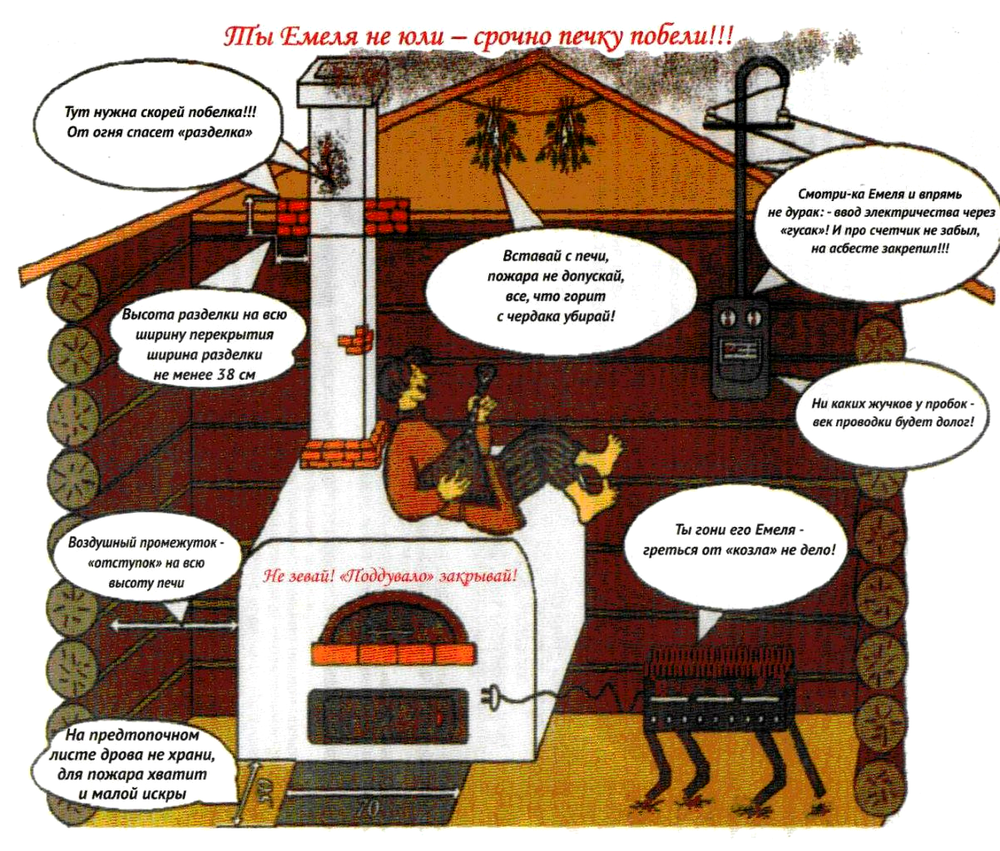 Ты Емеля не юли – срочно печку побели!!!
Тут нужна скорей побелка!!!
От огня спасет «разделка»
Смотри-ка Емеля и впрямь
не дурак: - ввод электричества через
«гусак»! И про счетчик не забыл,
на асбесте закрепил!!!
Вставай с печи,
пожара не допускай,
все, что горит
с чердака убирай!
Высота разделки на всю
ширину перекрытия
ширина разделки
не менее 38 см
Ни каких жучков у пробок -
век проводки будет долог!
Ты гони его Емеля -
греться от «козла» не дело!
Воздушный промежуток -
«отступок» на всю
высоту печи
Не зевай! «Поддувало» закрывай!
На предтопочном
листе дрова не храни,
для пожара хватит
и малой искры
50
70